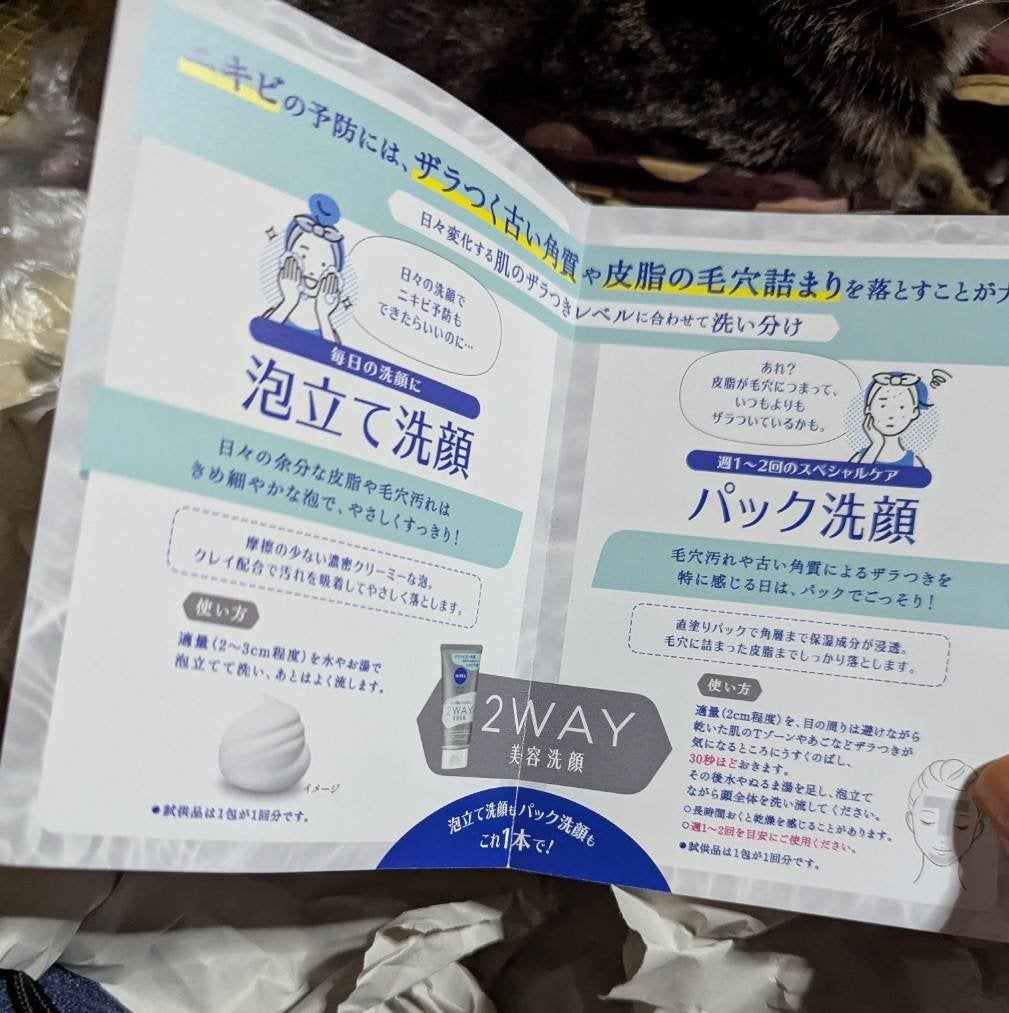 ニキビの予防には、ザラつく古い角質や皮脂の毛穴詰まりを落とすことが
日々変化する肌のザラつきレベルに合わせて洗い分け
日々の洗顔で
ニキビ予防も
できたらいいのに…
毎日の洗顔に
泡立て洗顔
日々の余分な皮脂や毛穴汚れは
きめ細やかな泡で、やさしくすっきり！
摩擦の少ない濃密クリーミーな泡。
クレイ配合で汚れを吸着してやさしく落とします。
使い方
適量(2～3cm程度)を水やお湯で
泡立てて洗い、あとはよく流します。
イメージ
●試供品は1包が1回分です。
あれ？
皮脂が毛穴につまって、
いつもよりも
ザラついているかも。
週1～2回のスペシャルケア
パック洗顔
毛穴汚れや古い角質によるザラつきを
特に感じる日は、パックでごっそり！
直塗りパックで角層まで保湿成分が浸透。
毛穴に詰まった皮脂までしっかり落とします。
使い方
適量(2cm程度)を、目の周りは避けながら
乾いた肌のTゾーンやあごなどザラつきが
気になるところにうすくのばし、
30秒ほどおきます。
その後水やぬるま湯を足し、泡立て
ながら顔全体を洗い流してください。
○長時間おくと乾燥を感じることがあります。
○週1～2回を目安にご使用ください。
●試供品は1包が1回分です。
NIVEA
2WAY
2WAY
美容洗顔
泡立て洗顔もパック洗顔も
これ1本で！